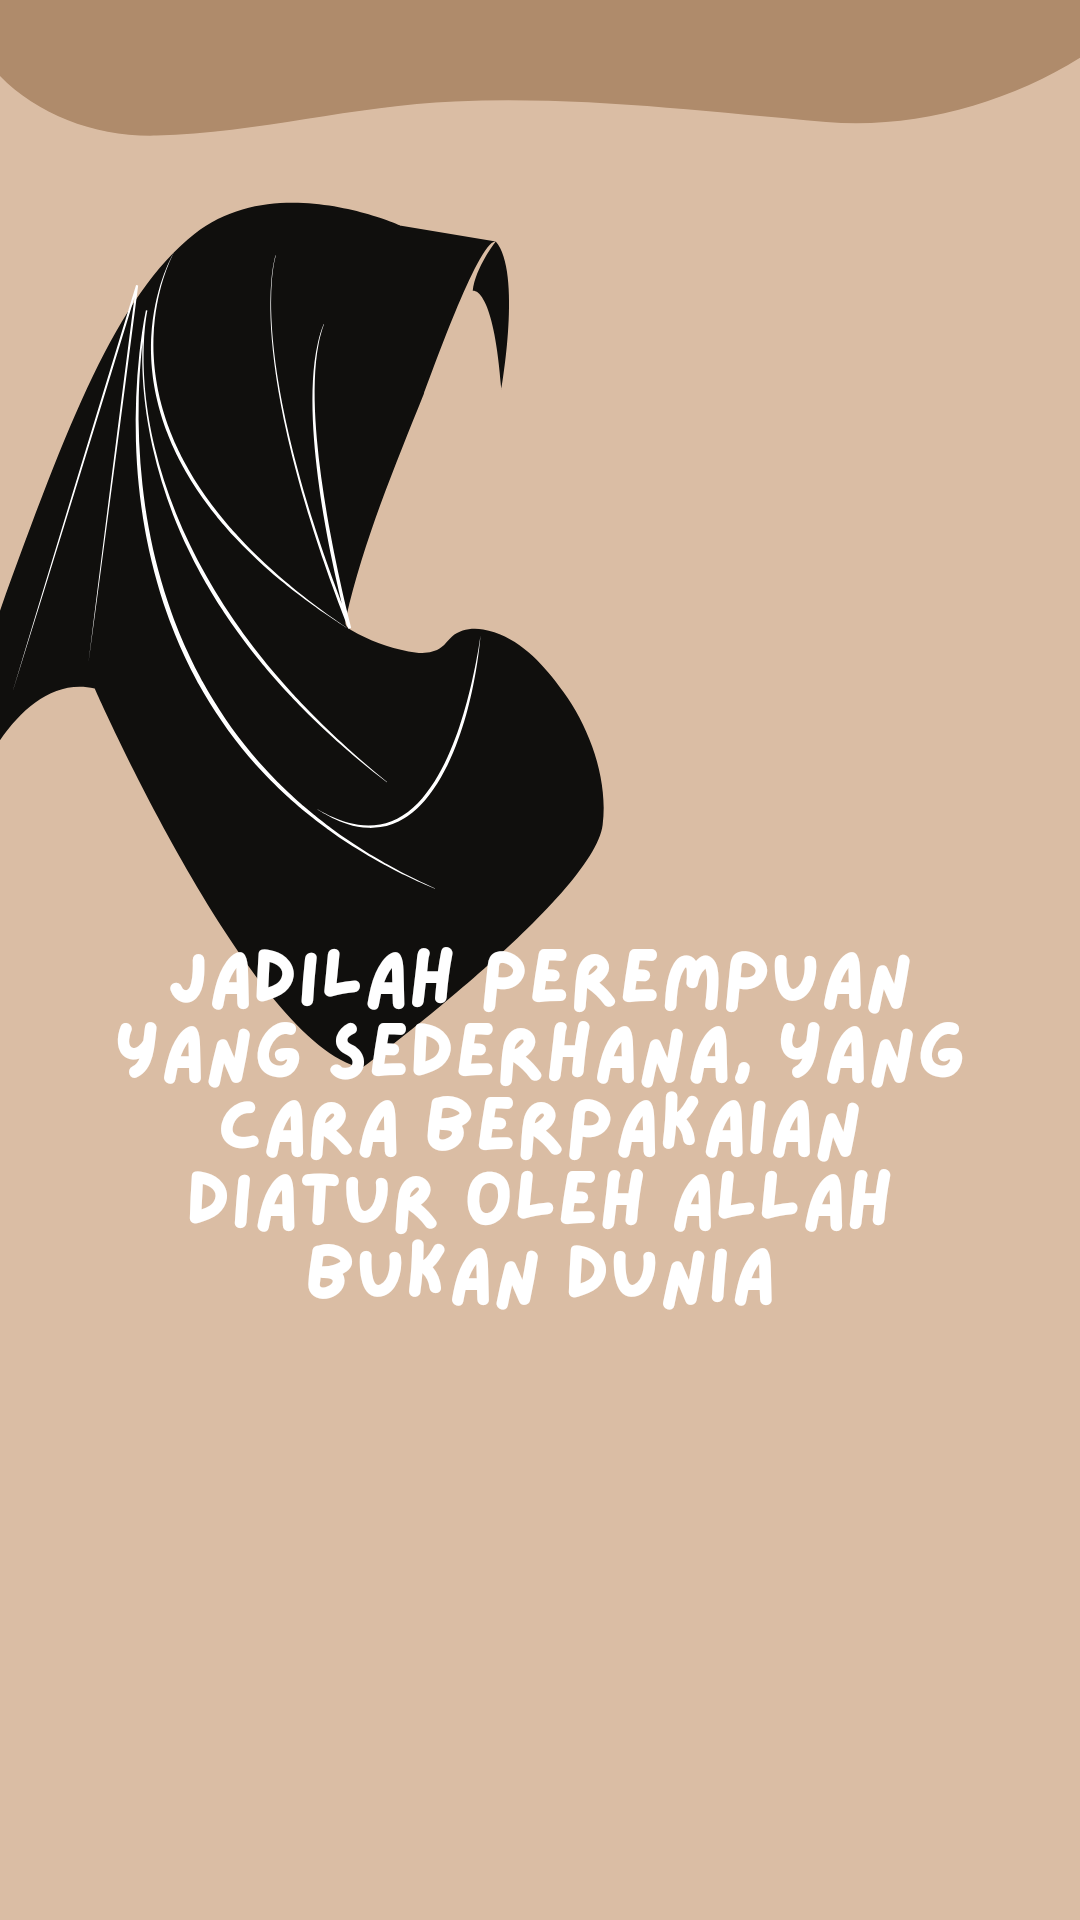 JADILAH PEREMPUAN
YANG SEDERHANA, YANG
CARA BERPAKAIAN
DIATUR OLEH ALLAH
BUKAN DUNIA